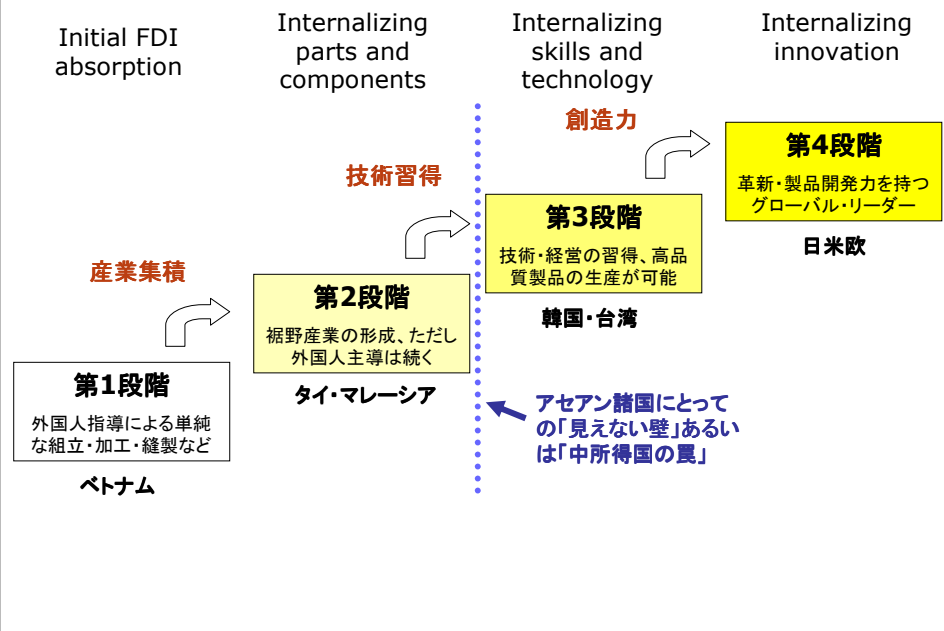 Initial FDI
absorption
Internalizing
parts and
components
Internalizing
skills and
technology
Internalizing
innovation
創造力
第4段階
革新・製品開発力を持つ
グローバル・リーダー
日米欧
技術習得
第3段階
技術・経営の習得、高品
質製品の生産が可能
韓国・台湾
産業集積
第2段階
裾野産業の形成、ただし
外国人主導は続く
タイ・マレーシア
第1段階
外国人指導による単純
な組立・加工・縫製など
ベトナム
アセアン諸国にとって
の「見えない壁」あるい
は「中所得国の罠」